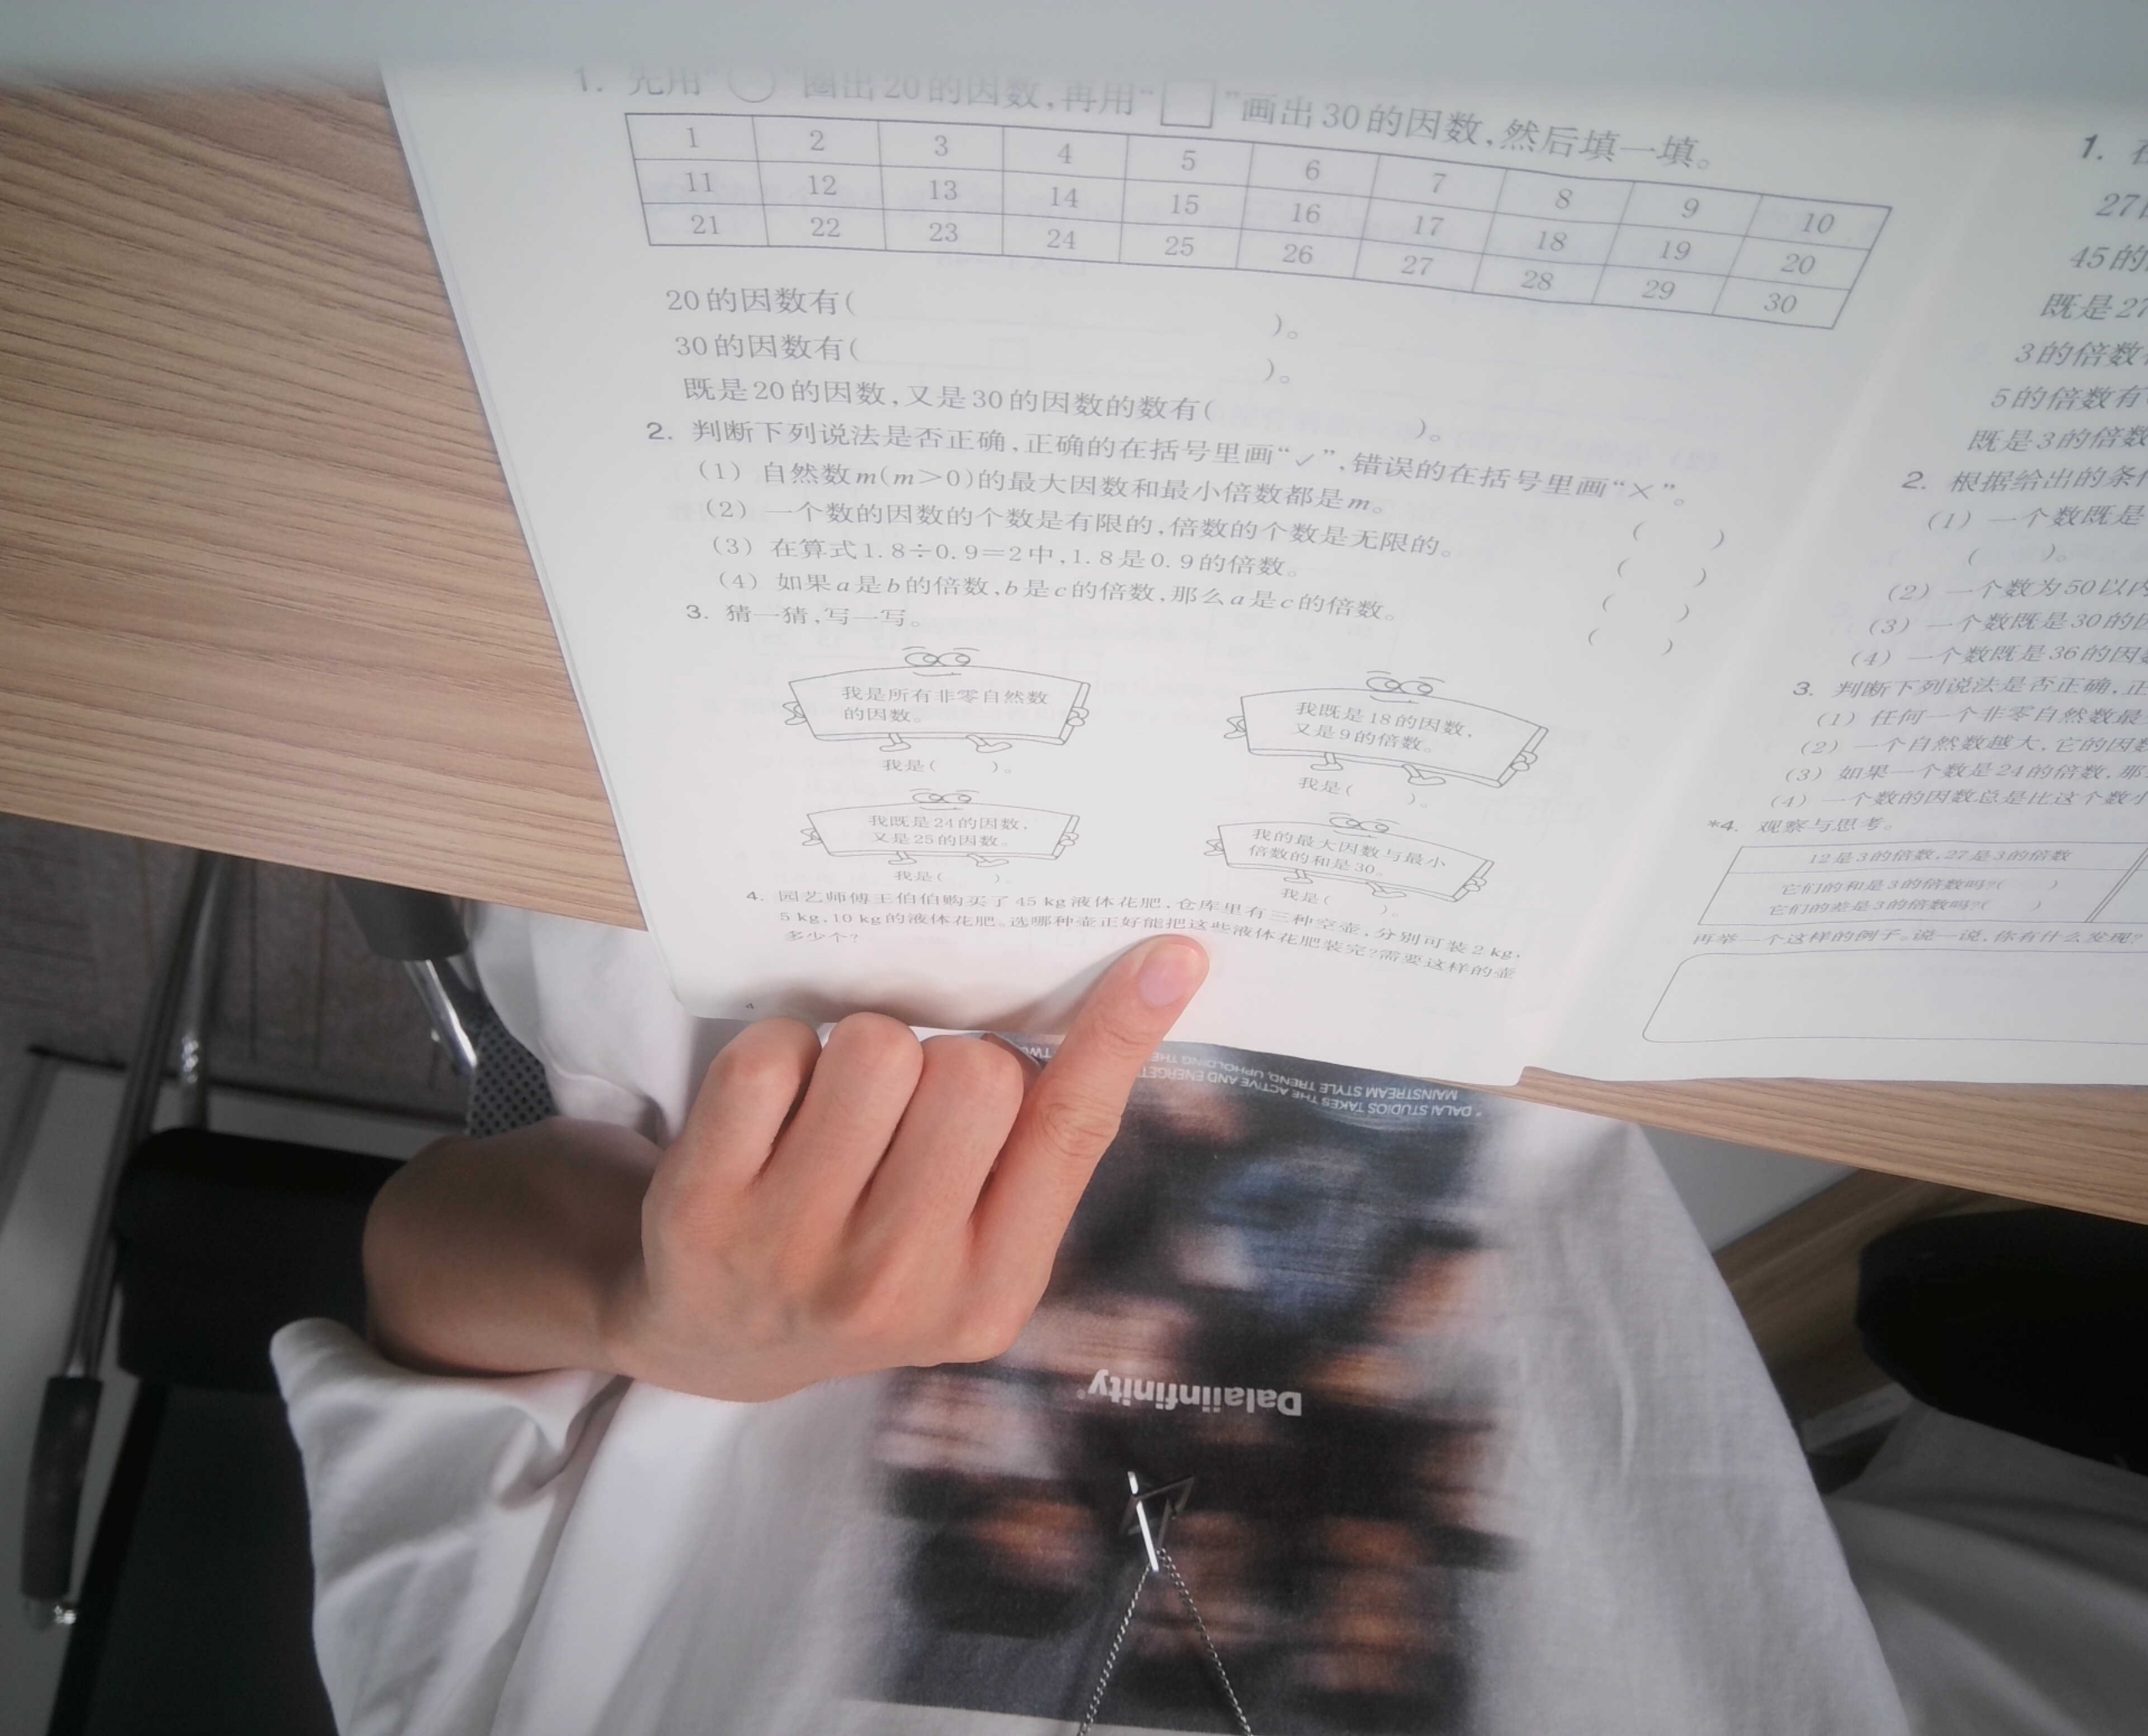 1. 先用“○”圈出20的因数,再用“□”画出30的因数,然后填一填。
1 2 3 4 5 6 7 8 9 10
11 12 13 14 15 16 17 18 19 20
21 22 23 24 25 26 27 28 29 30
20的因数有( )。
30的因数有( )。
既是20的因数,又是30的因数的数有( )。
2. 判断下列说法是否正确,正确的在括号里画“✓”,错误的在括号里画“×”。
(1) 自然数m(m>0)的最大因数和最小倍数都是m。 ( )
(2) 一个数的因数的个数是有限的,倍数的个数是无限的。 ( )
(3) 在算式1.8÷0.9=2中,1.8是0.9的倍数。 ( )
(4) 如果a是b的倍数,b是c的倍数,那么a是c的倍数。 ( )
3. 猜一猜,写一写。
我是所有非零自然数
的因数。
我是( )。
我既是18的因数,
又是9的倍数。
我是( )。
我既是24的因数,
又是25的因数。
我是( )。
我的最大因数与最小
倍数的和是30。
我是( )。
4. 园艺师傅王伯伯购买了45 kg液体花肥,仓库里有三种空壶,分别可装2 kg,
5 kg,10 kg的液体花肥。选哪种壶正好能把这些液体花肥装完?需要这样的壶
多少个?
4
1.
27
45的
既是27
3的倍数
5的倍数有
既是3的倍数
2. 根据给出的条件
(1) 一个数既是
( )。
(2) 一个数为50以内
(3) 一个数既是30的因
(4) 一个数既是36的因
3. 判断下列说法是否正确,正
(1) 任何一个非零自然数最
(2) 一个自然数越大,它的因数
(3) 如果一个数是24的倍数,那
(4) 一个数的因数总是比这个数小
*4. 观察与思考。
12是3的倍数,27是3的倍数
它们的和是3的倍数吗?( )
它们的差是3的倍数吗?( )
再举一个这样的例子。说一说,你有什么发现?
Dalaiinfinity
" DALAI STUDIOS TAKES THE ACTIVE AND ENERGET
MAINSTREAM STYLE TREND, UPHOLDING THE